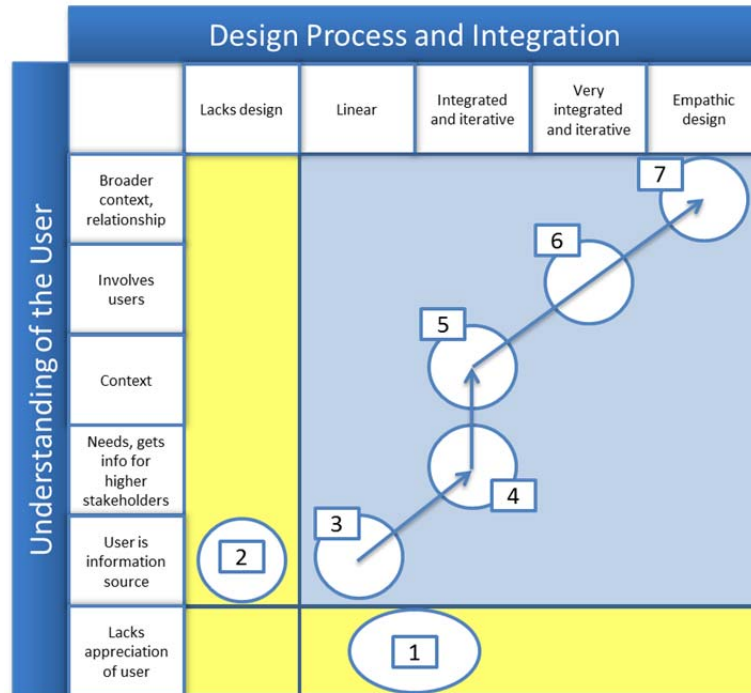 Design Process and Integration
Understanding of the User
Lacks design
Linear
Integrated
and iterative
Very
integrated
and iterative
Empathic
design
Broader
context,
relationship
7
Involves
users
6
Context
5
Needs, gets
info for
higher
stakeholders
4
User is
information
source
2
3
Lacks
appreciation
of user
1